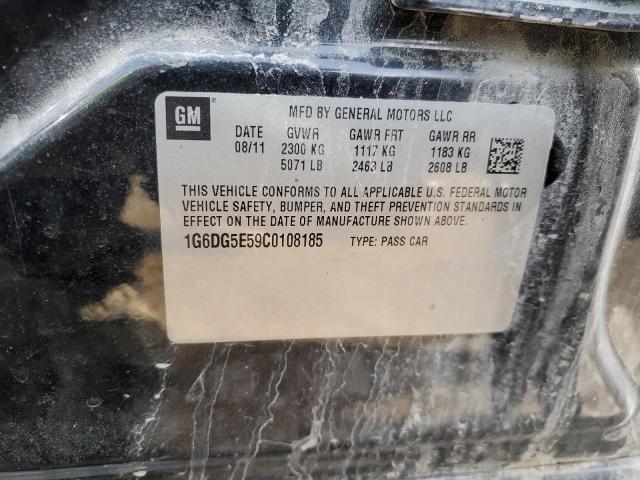 GM
MFD BY GENERAL MOTORS LLC
DATE GVWR GAWR FRT GAWR RR
08/11 2300 KG 1117 KG 1183 KG
5071 LB 2463 LB 2608 LB
THIS VEHICLE CONFORMS TO ALL APPLICABLE U.S. FEDERAL MOTOR
VEHICLE SAFETY, BUMPER, AND THEFT PREVENTION STANDARDS IN
EFFECT ON THE DATE OF MANUFACTURE SHOWN ABOVE.
1G6DG5E59C0108185 TYPE: PASS CAR